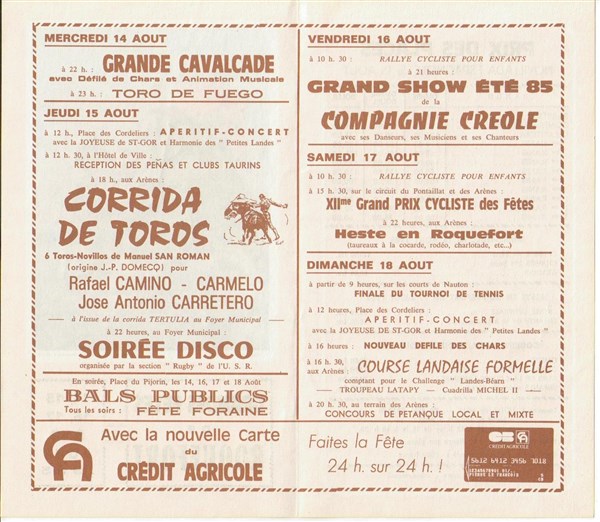 MERCREDI 14 AOUT
à 22 h. : GRANDE CAVALCADE
avec Défilé de Chars et Animation Musicale
à 23 h. : TORO DE FUEGO
JEUDI 15 AOUT
à 12 h., Place des Cordeliers : APERITIF-CONCERT
avec la JOYEUSE de ST-GOR et Harmonie des " Petites Landes "
à 12 h. 30, à l'Hôtel de Ville :
RECEPTION DES PEÑAS ET CLUBS TAURINS
à 18 h., aux Arènes :
CORRIDA
DE TOROS
6 Toros-Novillos de Manuel SAN ROMAN
(origine J.-P. DOMECQ) pour
Rafael CAMINO - CARMELO
Jose Antonio CARRETERO
à l'issue de la corrida TERTULIA au Foyer Municipal
à 22 heures, au Foyer Municipal :
SOIRÉE DISCO
organisée par la section " Rugby " de l'U. S. R.
En soirée, Place du Pijorin, les 14, 16, 17 et 18 Août
BALS PUBLICS
Tous les soirs : FÊTE FORAINE
VENDREDI 16 AOUT
à 10 h. 30 : RALLYE CYCLISTE POUR ENFANTS
à 21 heures :
GRAND SHOW ÉTÉ 85
de la
COMPAGNIE CREOLE
avec ses Danseurs, ses Musiciens et ses Chanteurs
SAMEDI 17 AOUT
à 10 h. 30 : RALLYE CYCLISTE POUR ENFANTS
à 15 h. 30, sur le circuit du Pontaillat et des Arènes :
XIIme Grand PRIX CYCLISTE des Fêtes
à 22 heures, aux Arènes :
Heste en Roquefort
(taureaux à la cocarde, rodéo, charlotade, etc...)
DIMANCHE 18 AOUT
à partir de 9 heures, sur les courts de Nauton :
FINALE DU TOURNOI DE TENNIS
à 12 heures, Place des Cordeliers :
APERITIF-CONCERT
avec la JOYEUSE DE ST-GOR et Harmonie des " Petites Landes "
à 16 heures : NOUVEAU DEFILE DES CHARS
à 16 h. 30, aux Arènes : COURSE LANDAISE FORMELLE
comptant pour le Challenge " Landes-Béarn "
TROUPEAU LATAPY — Cuadrilla MICHEL II
à 20 h. 30, au terrain des Arènes :
CONCOURS DE PETANQUE LOCAL ET MIXTE
CA
Avec la nouvelle Carte
du
CRÉDIT AGRICOLE
Faites la Fête
24 h. sur 24 h. !
CB
CRÉDIT AGRICOLE
5612 6412 3456 7018